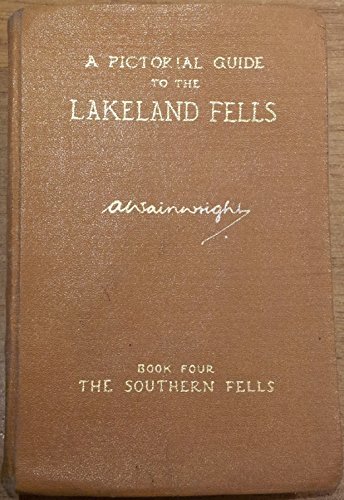 A PICTORIAL GUIDE
TO THE
LAKELAND FELLS
AWainwright
BOOK FOUR
THE SOUTHERN FELLS